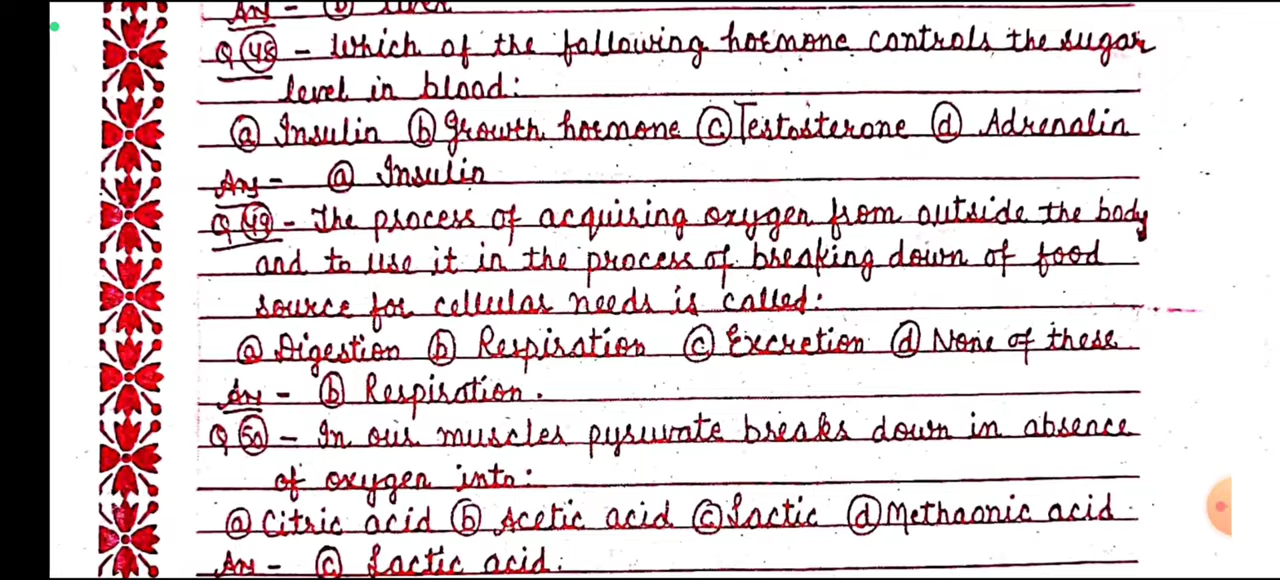 Ans - (b) Liver
Q (48) - Which of the following hormone controls the sugar
level in blood:
(a) Insulin (b) Growth hormone (c) Testosterone (d) Adrenalin
Ans - (a) Insulin
Q (49) - The process of acquiring oxygen from outside the body
and to use it in the process of breaking down of food
source for cellular needs is called:
(a) Digestion (b) Respiration (c) Excretion (d) None of these
Ans - (b) Respiration.
Q (50) - In our muscles pyruvate breaks down in absence
of oxygen into:
(a) Citric acid (b) Acetic acid (c) Lactic (d) Methaonic acid
Ans - (c) Lactic acid.